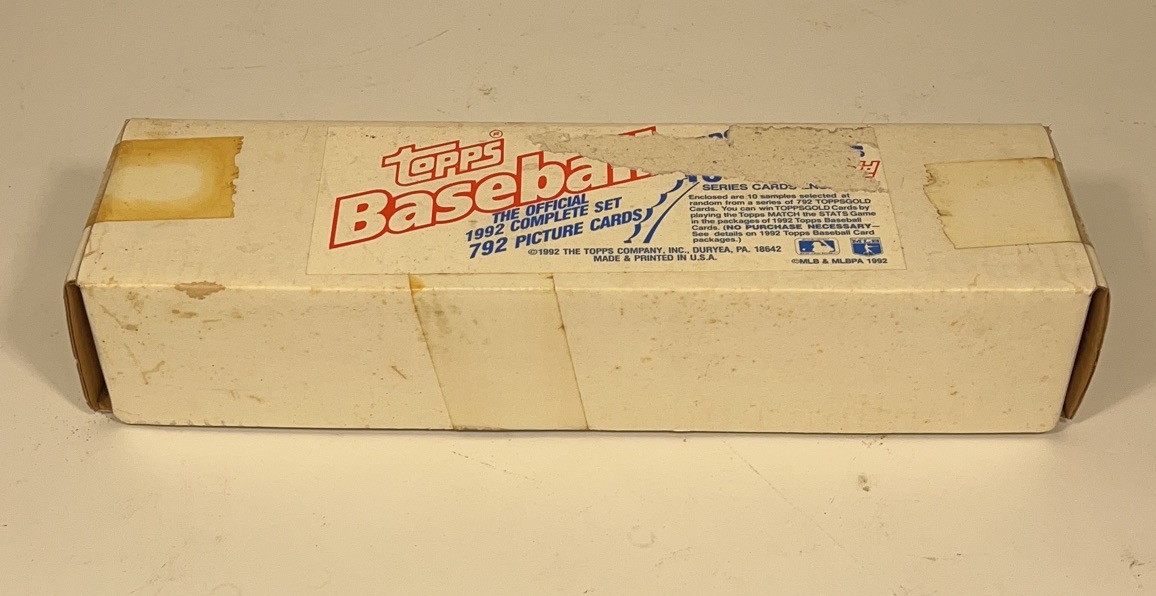 TOPPS®
Baseball
THE OFFICIAL
1992 COMPLETE SET
792 PICTURE CARDS
SERIES CARDS
Enclosed are 10 samples selected at
random from a series of 792 TOPPSGOLD
Cards. You can win TOPPSGOLD Cards by
playing the Topps MATCH the STATS Game
in the packages of 1992 Topps Baseball
Cards. (NO PURCHASE NECESSARY—
See details on 1992 Topps Baseball Card
packages.)
©1992 THE TOPPS COMPANY, INC., DURYEA, PA. 18642
MADE & PRINTED IN U.S.A.
©MLB & MLBPA 1992